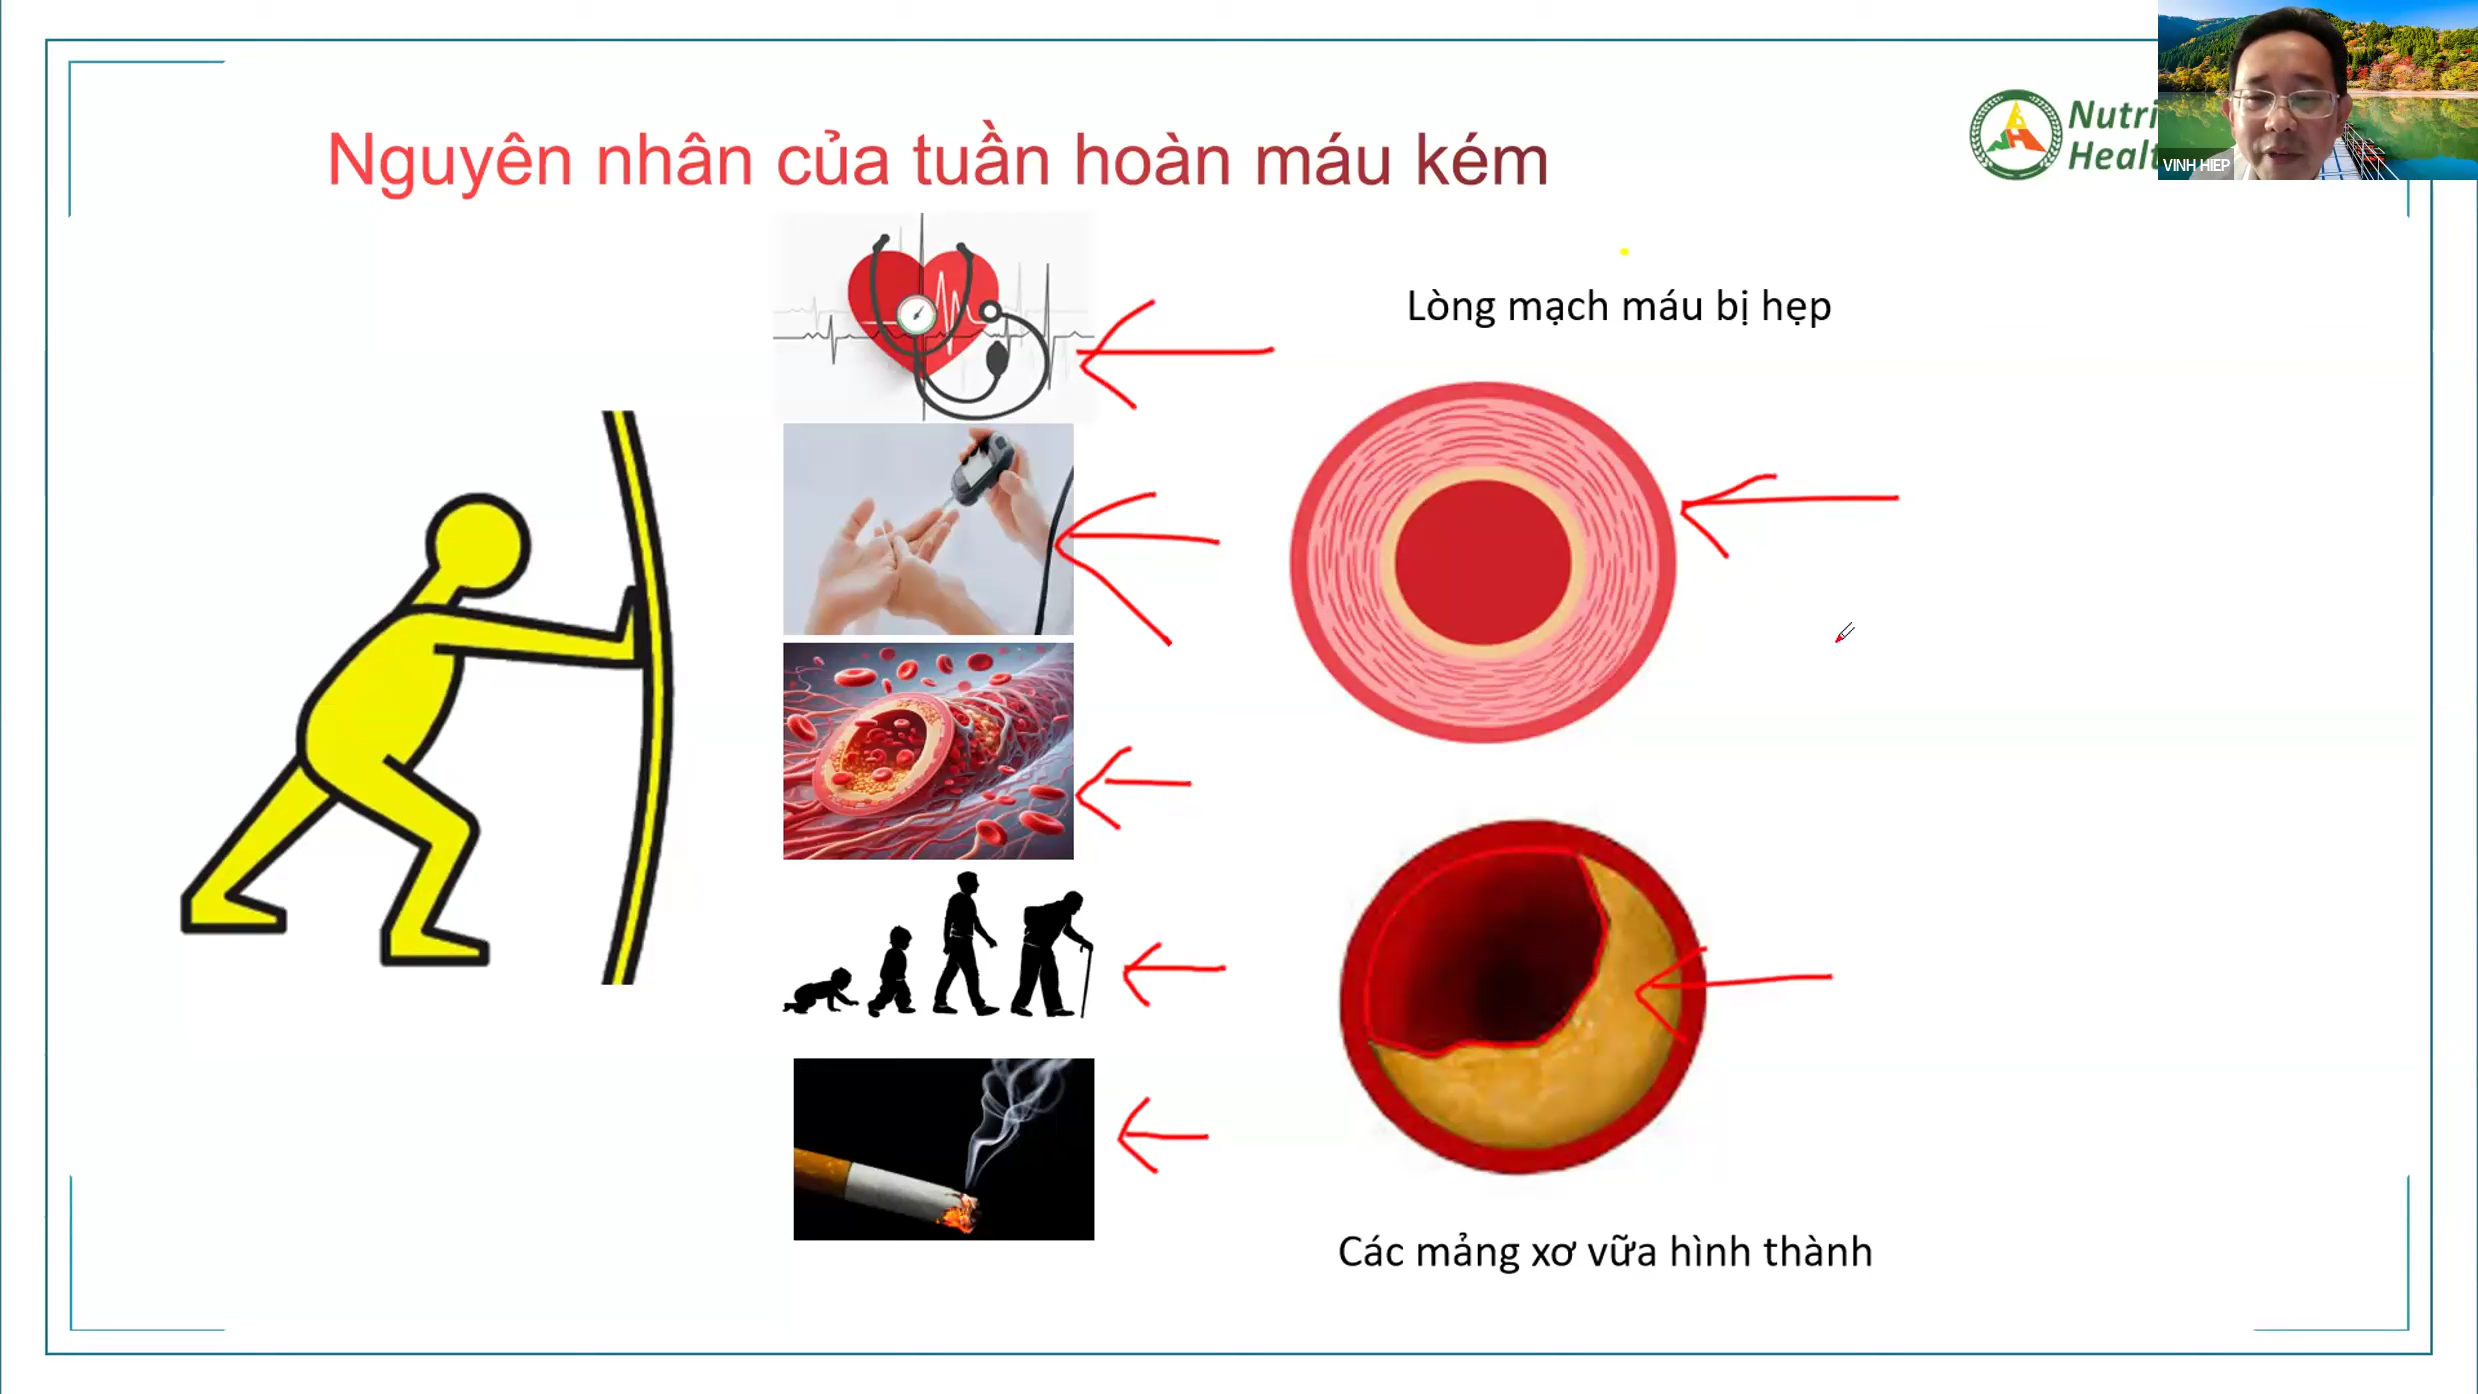 Nguyên nhân của tuần hoàn máu kém
Nutri
Healt
VINH HIEP
Lòng mạch máu bị hẹp
Các mảng xơ vữa hình thành